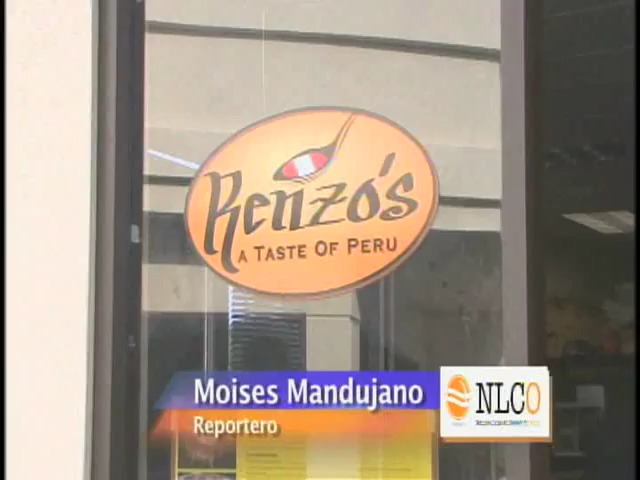 Renzo's
A TASTE OF PERU
Moises Mandujano
Reportero
NLCO